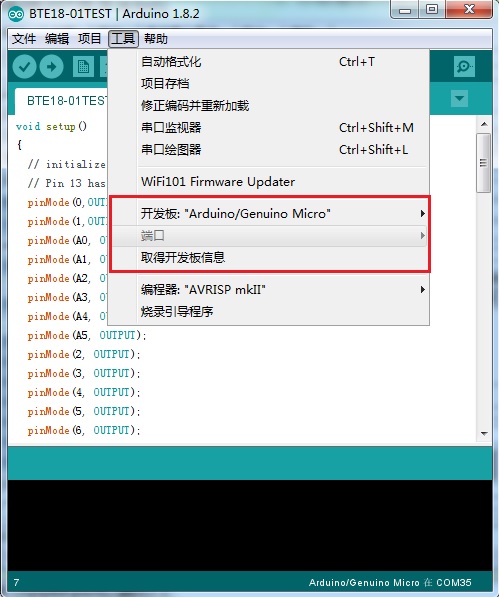 BTE18-01TEST | Arduino 1.8.2
文件 编辑 项目 工具 帮助
自动格式化 Ctrl+T
项目存档
修正编码并重新加载
串口监视器 Ctrl+Shift+M
串口绘图器 Ctrl+Shift+L
WiFi101 Firmware Updater
开发板: "Arduino/Genuino Micro"
端口
取得开发板信息
编程器: "AVRISP mkII"
烧录引导程序
BTE18-01TEST
void setup()
{
// initialize
// Pin 13 has
pinMode(0,OUT
pinMode(1,OUT
pinMode(A0, O
pinMode(A1, O
pinMode(A2, O
pinMode(A3, O
pinMode(A4, O
pinMode(A5, OUTPUT);
pinMode(2, OUTPUT);
pinMode(3, OUTPUT);
pinMode(4, OUTPUT);
pinMode(5, OUTPUT);
pinMode(6, OUTPUT);
7 Arduino/Genuino Micro 在 COM35